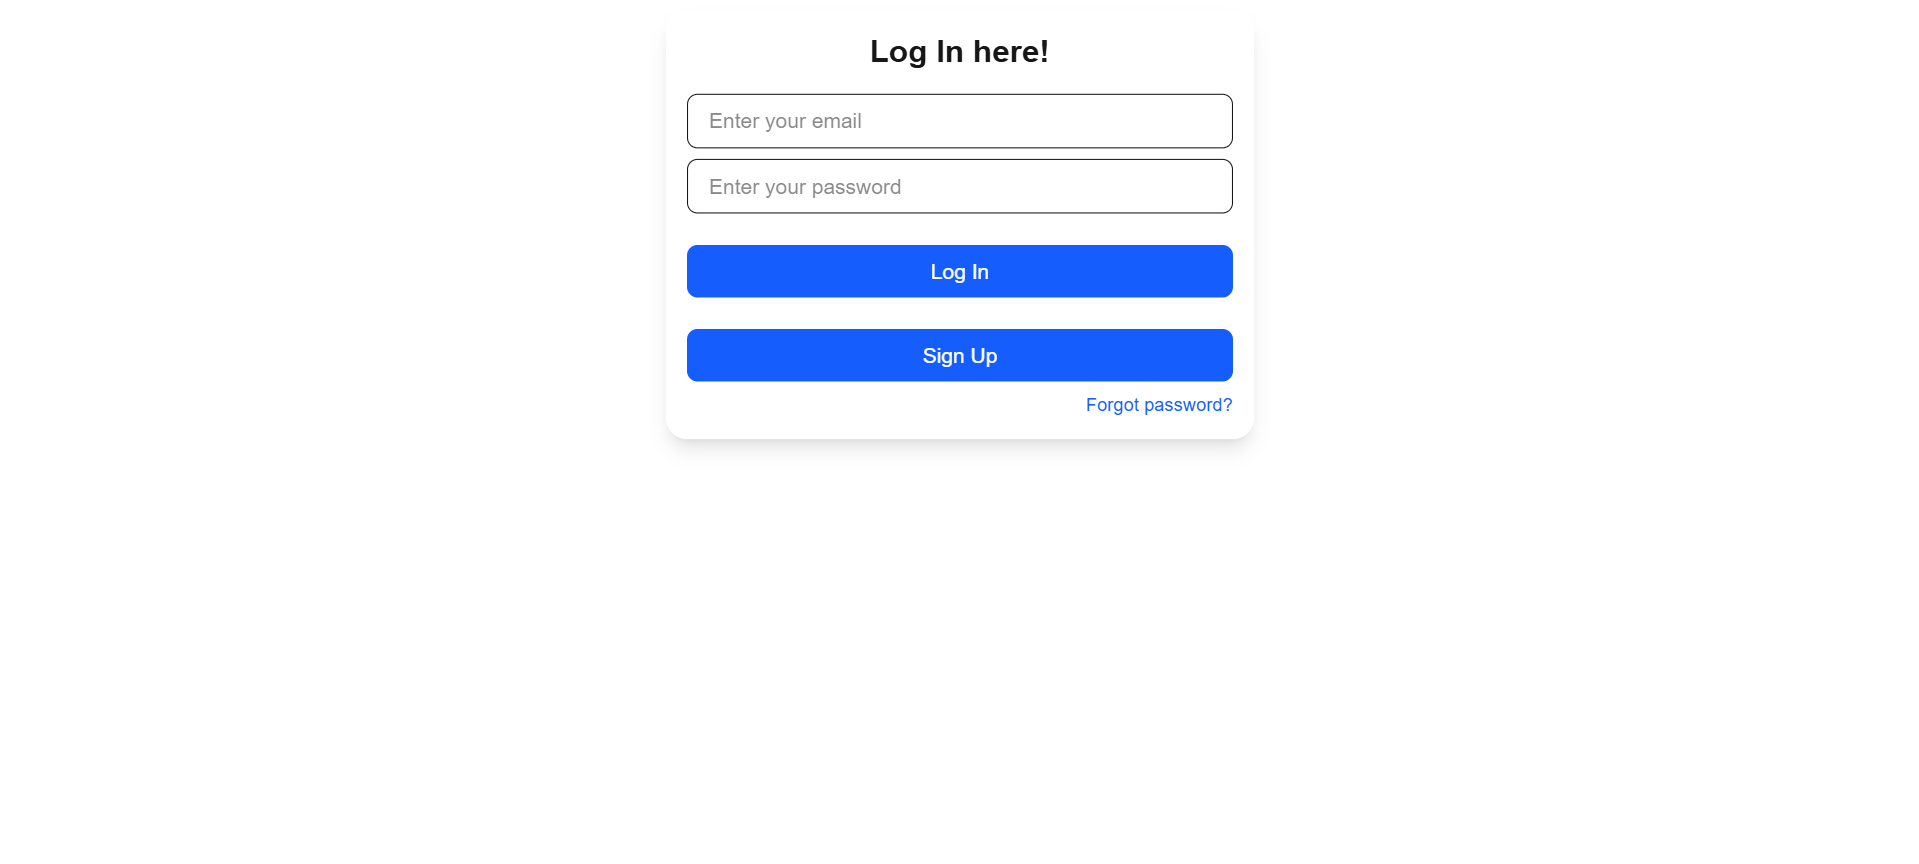 Log In here!
Enter your email
Enter your password
Log In
Sign Up
Forgot password?